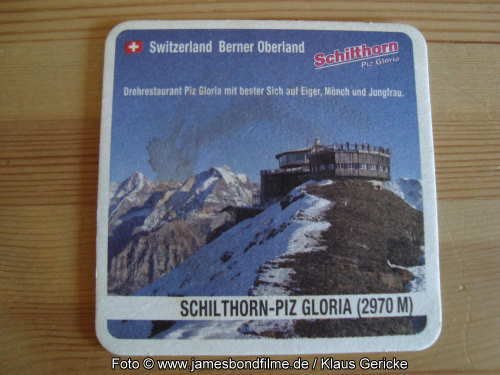 Switzerland Berner Oberland
Schilthorn
Piz Gloria
Drehrestaurant Piz Gloria mit bester Sich auf Eiger, Mönch und Jungfrau.
SCHILTHORN-PIZ GLORIA (2970 M)
Foto © www.jamesbondfilme.de / Klaus Gericke